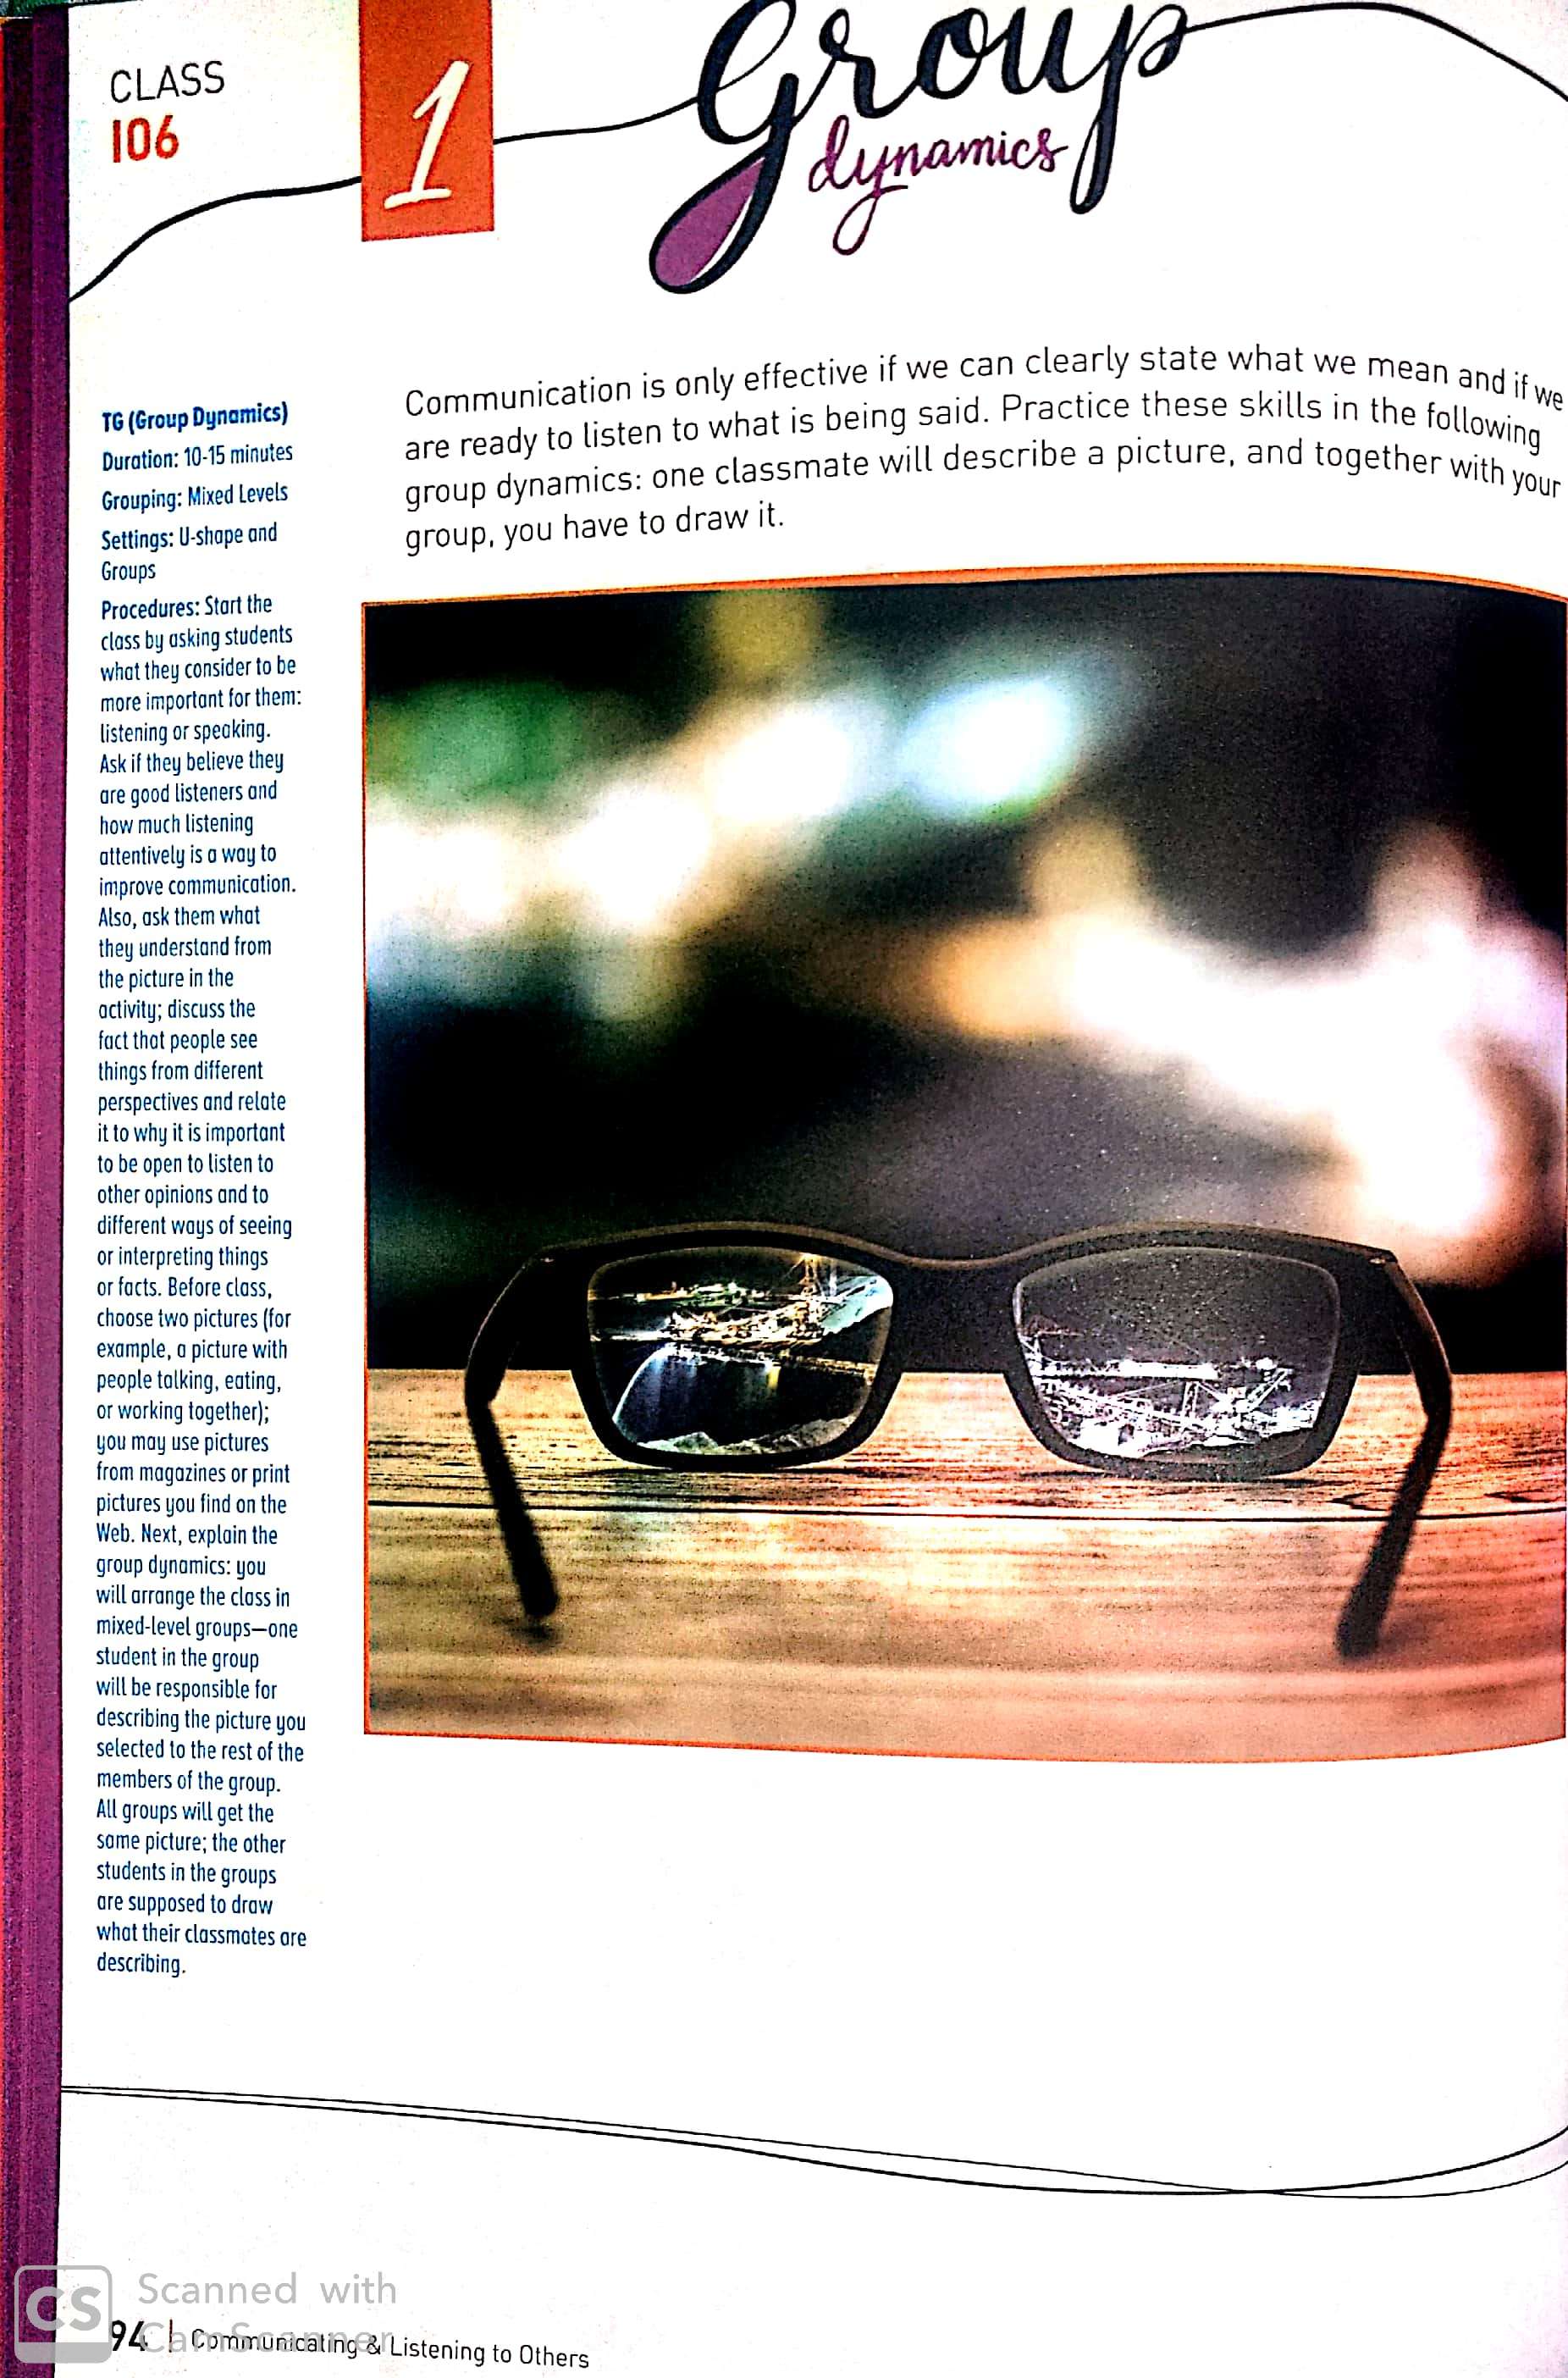 CLASS
106
1
Group
dynamics
TG (Group Dynamics)
Duration: 10-15 minutes
Grouping: Mixed Levels
Settings: U-shape and
Groups
Procedures: Start the
class by asking students
what they consider to be
more important for them:
listening or speaking.
Ask if they believe they
are good listeners and
how much listening
attentively is a way to
improve communication.
Also, ask them what
they understand from
the picture in the
activity; discuss the
fact that people see
things from different
perspectives and relate
it to why it is important
to be open to listen to
other opinions and to
different ways of seeing
or interpreting things
or facts. Before class,
choose two pictures (for
example, a picture with
people talking, eating,
or working together);
you may use pictures
from magazines or print
pictures you find on the
Web. Next, explain the
group dynamics: you
will arrange the class in
mixed-level groups—one
student in the group
will be responsible for
describing the picture you
selected to the rest of the
members of the group.
All groups will get the
same picture; the other
students in the groups
are supposed to draw
what their classmates are
describing.
Communication is only effective if we can clearly state what we mean and if we
are ready to listen to what is being said. Practice these skills in the following
group dynamics: one classmate will describe a picture, and together with your
group, you have to draw it.
CS
Scanned with
CamScanner
94 | Communicating & Listening to Others